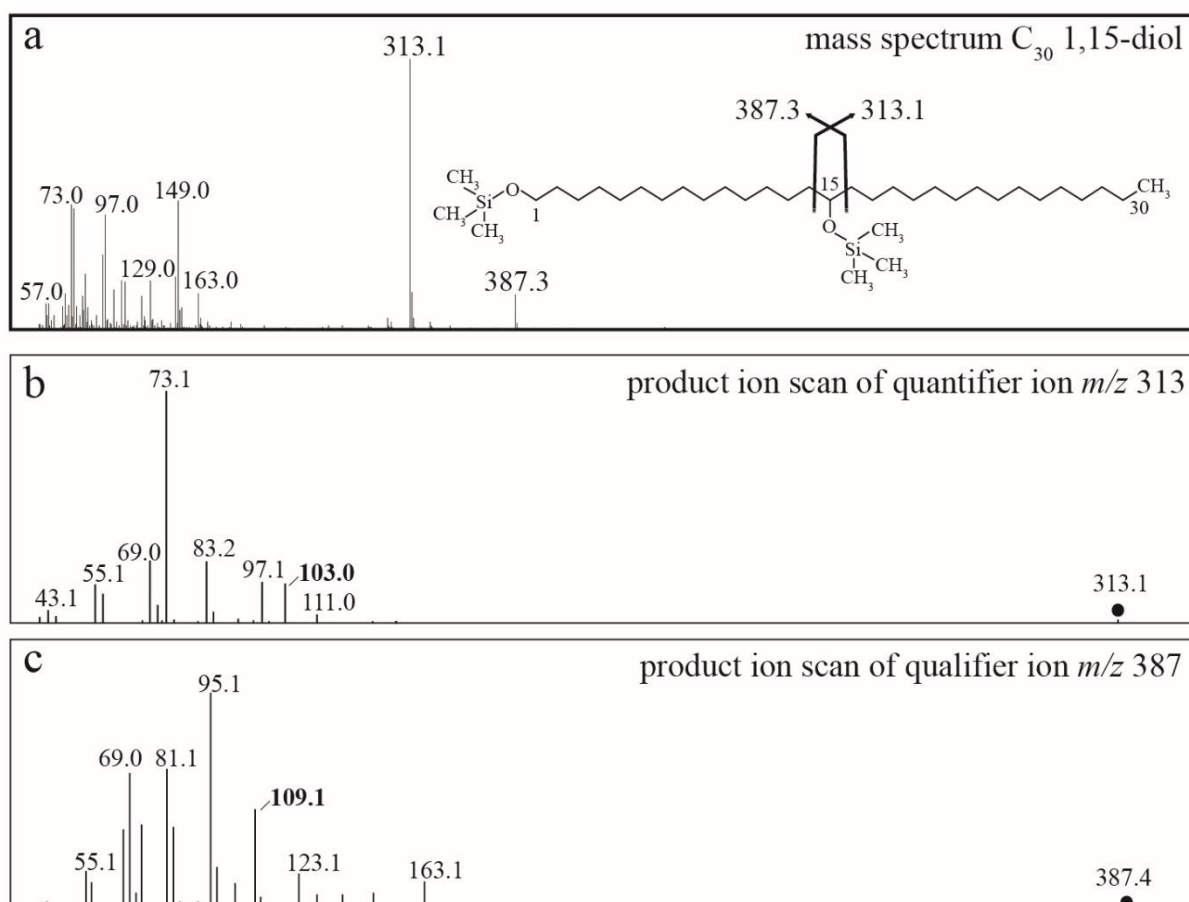 a
mass spectrum C30 1,15-diol
313.1
387.3 313.1
73.0 97.0 149.0
57.0 129.0 163.0
387.3
CH3
CH3 Si O
CH3 CH3
1
15
O
Si CH3
CH3 CH3
30 CH3
b
product ion scan of quantifier ion m/z 313
73.1
43.1 55.1 69.0 83.2 97.1 103.0
111.0
313.1
c
product ion scan of qualifier ion m/z 387
95.1
69.0 81.1
109.1
55.1 123.1 163.1
387.4